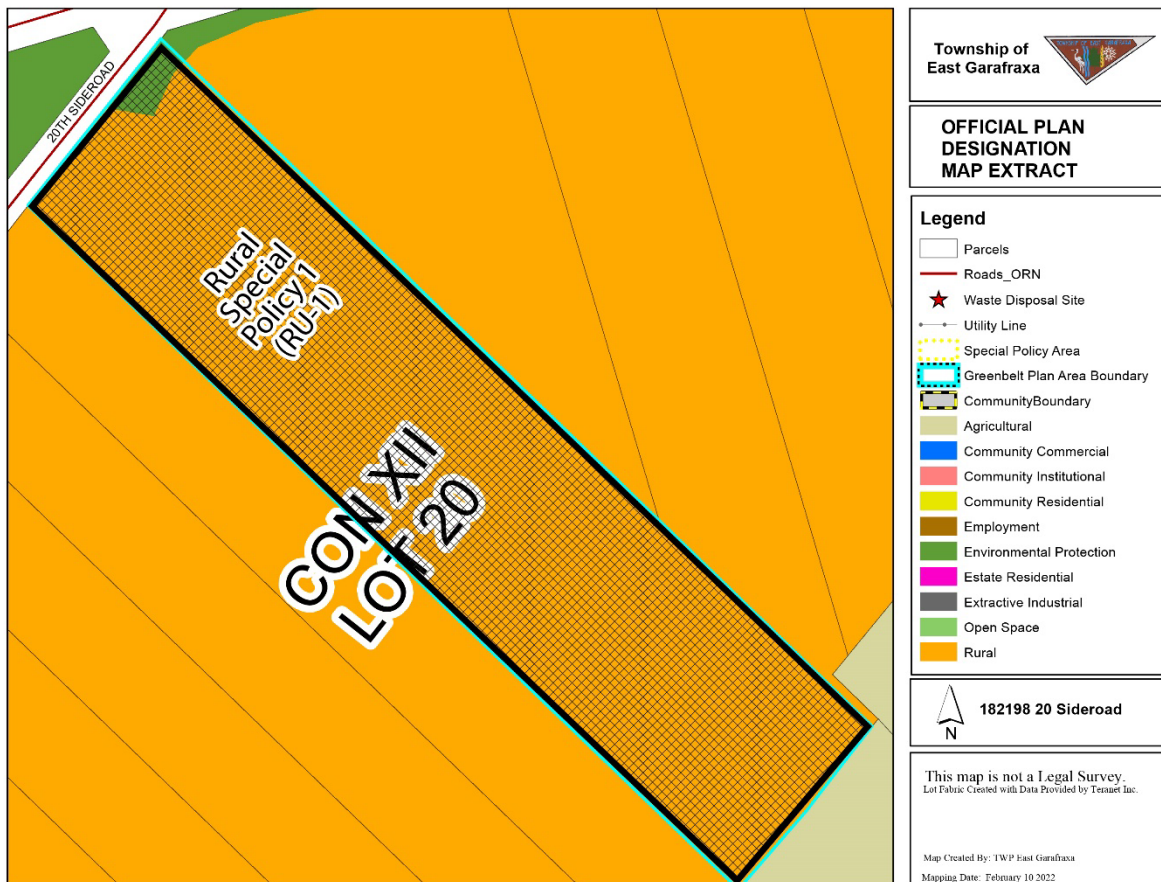 20TH SIDEROAD
Rural
Special
Policy 1
(RU-1)
CON XII
LOT 20
Township of
East Garafraxa
TOWNSHIP OF EAST GARAFRAXA
OFFICIAL PLAN
DESIGNATION
MAP EXTRACT
Legend
Parcels
Roads_ORN
Waste Disposal Site
Utility Line
Special Policy Area
Greenbelt Plan Area Boundary
CommunityBoundary
Agricultural
Community Commercial
Community Institutional
Community Residential
Employment
Environmental Protection
Estate Residential
Extractive Industrial
Open Space
Rural
N
182198 20 Sideroad
This map is not a Legal Survey.
Lot Fabric Created with Data Provided by Teranet Inc.
Map Created By: TWP East Garafraxa
Mapping Date: February 10 2022